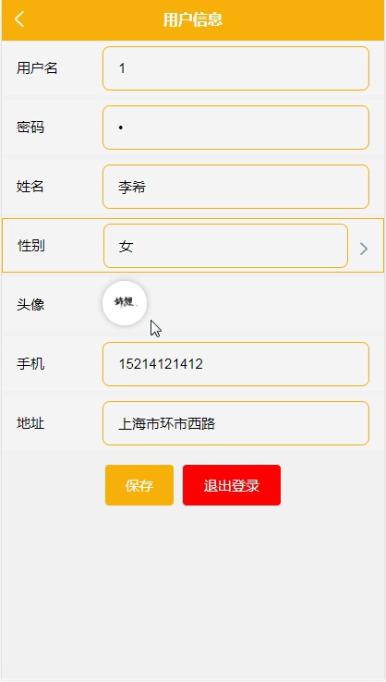 用户信息
用户名 1
密码 •
姓名 李希
性别 女
头像
手机 15214121412
地址 上海市环市西路
保存 退出登录